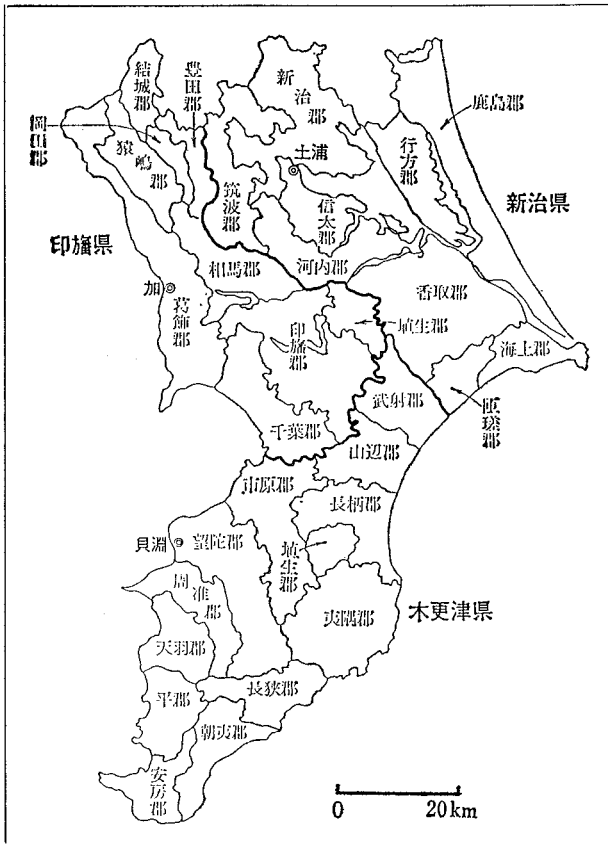 結城郡
豊田郡
新治郡
鹿島郡
岡田郡
猿嶋郡
土浦
行方郡
筑波郡
信太郡
新治県
印旛県
相馬郡
河内郡
加
葛飾郡
香取郡
印旛郡
埴生郡
海上郡
武射郡
匝瑳郡
千葉郡
山辺郡
市原郡
長柄郡
貝淵
望陀郡
埴生郡
周准郡
夷隅郡
木更津県
天羽郡
長狭郡
平郡
朝夷郡
安房郡
0 20km